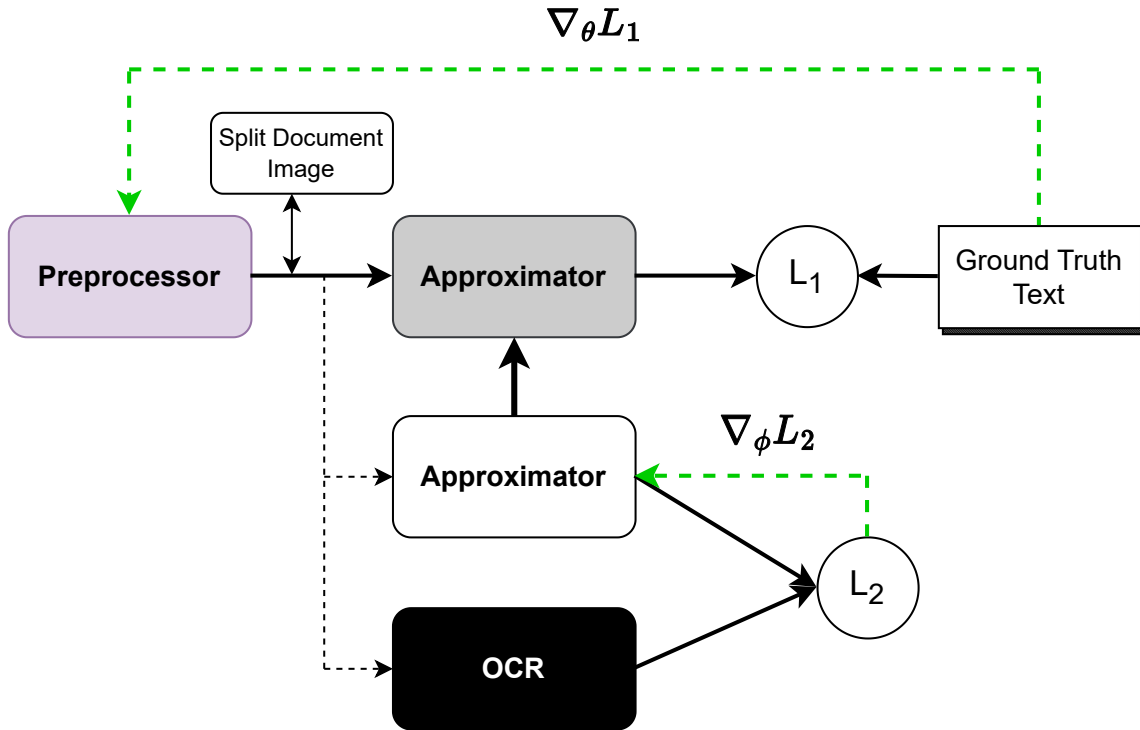 ∇θL1
Split Document
Image
Preprocessor
Approximator
L1
Ground Truth
Text
Approximator
∇ϕL2
L2
OCR